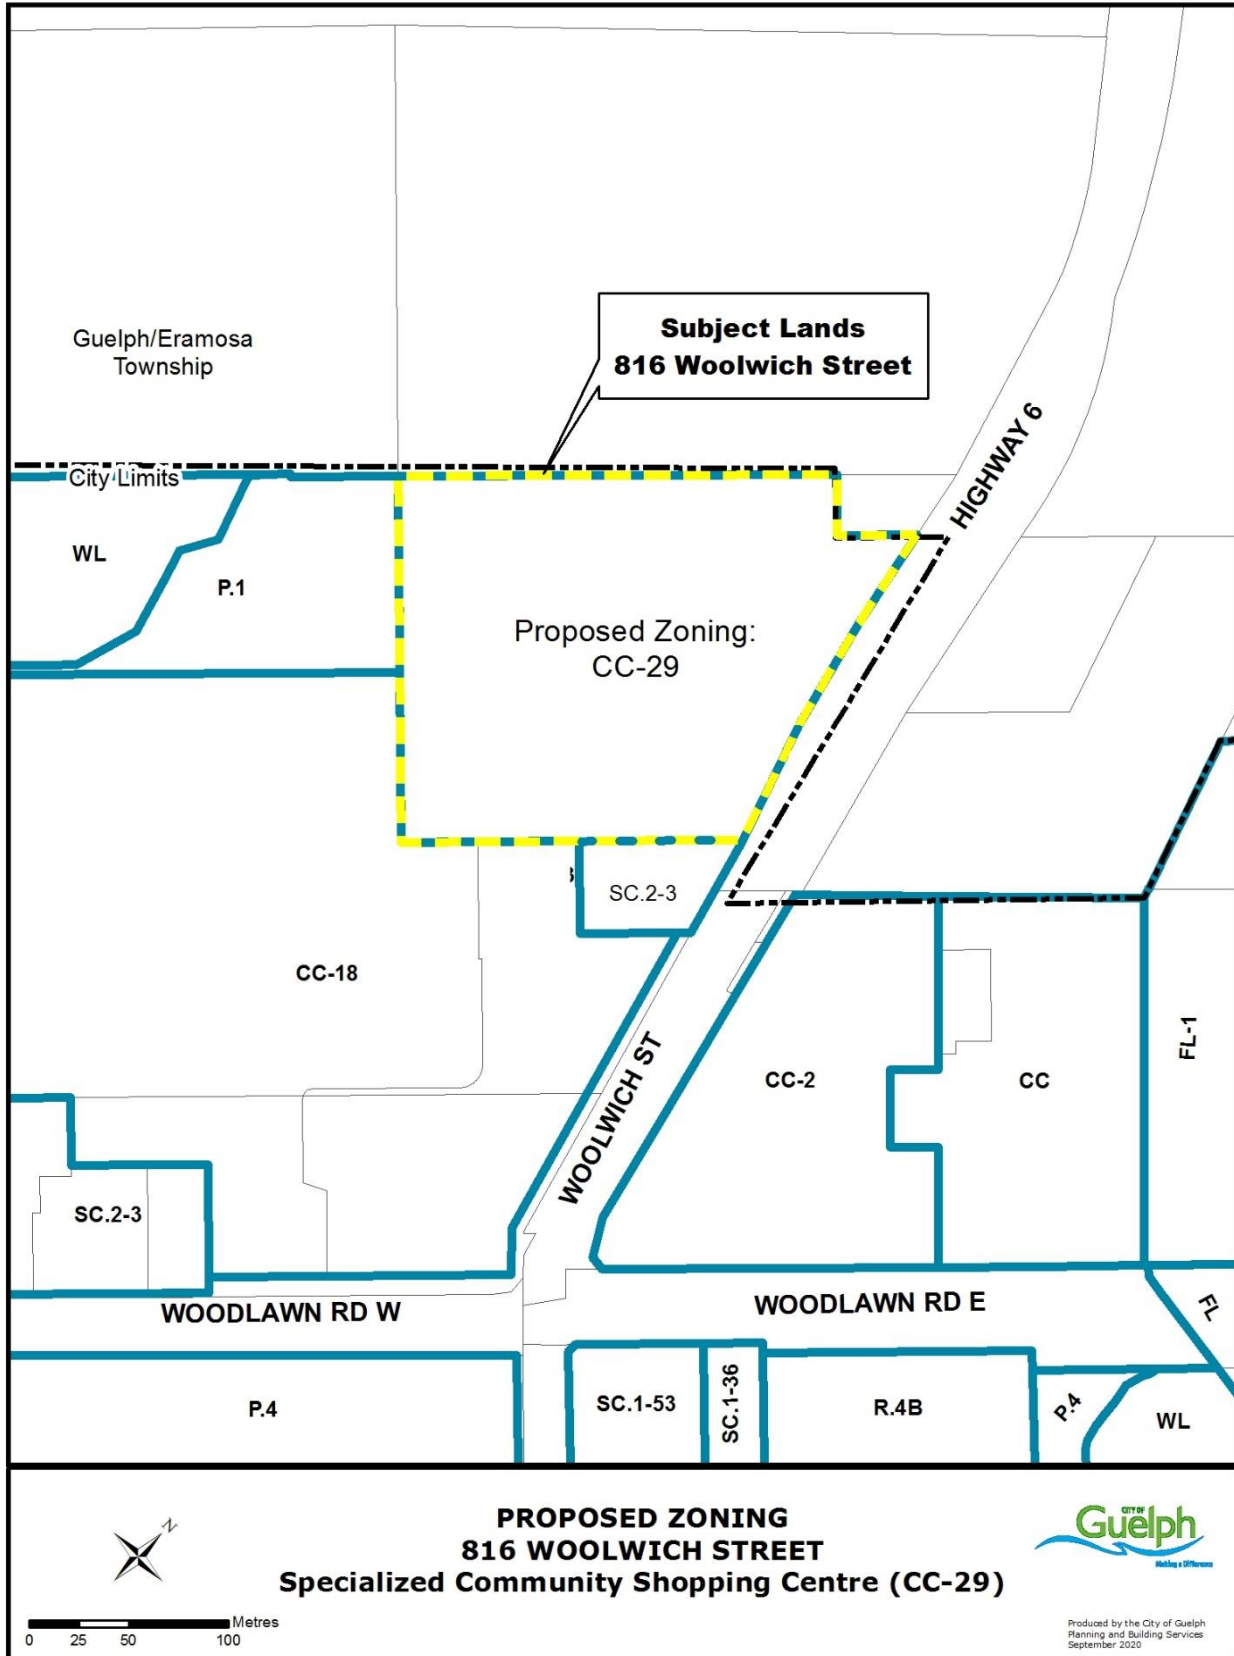 Subject Lands
816 Woolwich Street
Guelph/Eramosa
Township
HIGHWAY 6
City Limits
WL
P.1
Proposed Zoning:
CC-29
SC.2-3
CC-18
WOOLWICH ST
CC-2
CC
FL-1
SC.2-3
WOODLAWN RD W
WOODLAWN RD E
FL
P.4
SC.1-53
SC.1-36
R.4B
P.4
WL
N
PROPOSED ZONING
816 WOOLWICH STREET
Specialized Community Shopping Centre (CC-29)
CITY OF
Guelph
Making a Difference
Metres
0 25 50 100
Produced by the City of Guelph
Planning and Building Services
September 2020